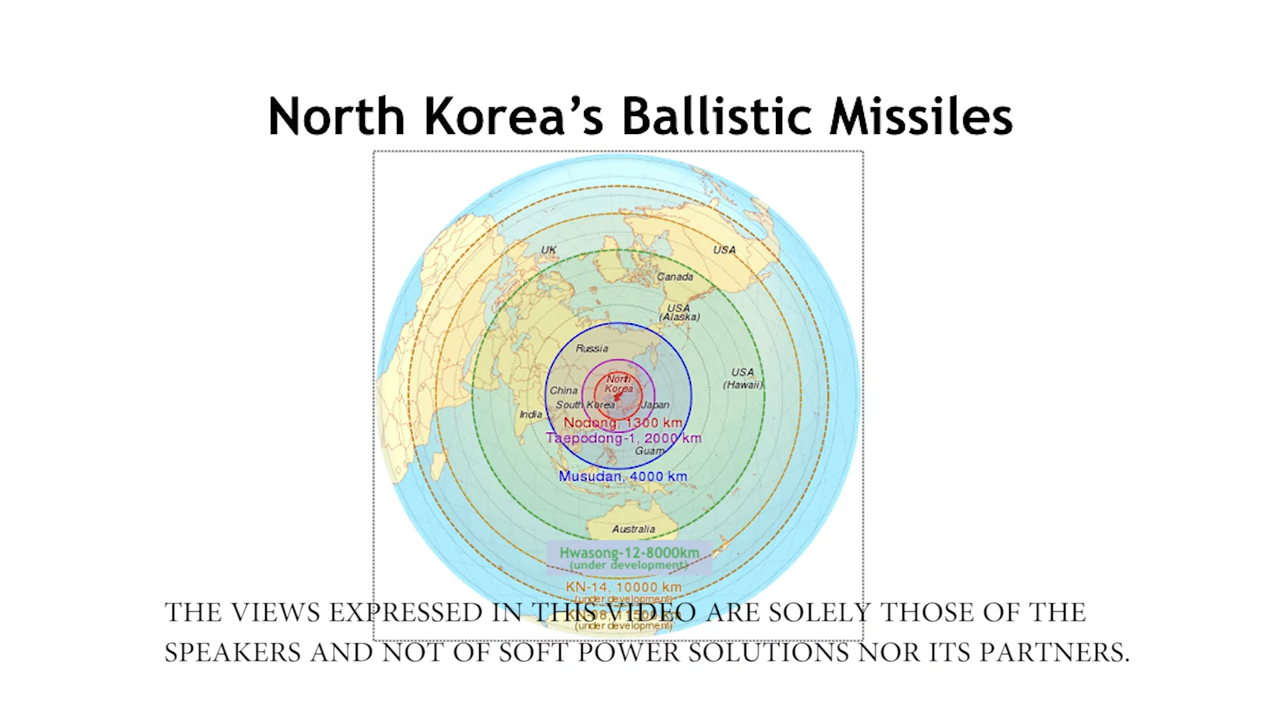 North Korea's Ballistic Missiles
UK
USA
Canada
USA
(Alaska)
Russia
USA
(Hawaii)
North
Korea
China
South Korea
Japan
India
Nodong, 1300 km
Taepodong-1, 2000 km
Guam
Musudan, 4000 km
Australia
Hwasong-12-8000km
(under development)
KN-14, 10000 km
(under development)
(under development)
THE VIEWS EXPRESSED IN THIS VIDEO ARE SOLELY THOSE OF THE
SPEAKERS AND NOT OF SOFT POWER SOLUTIONS NOR ITS PARTNERS.